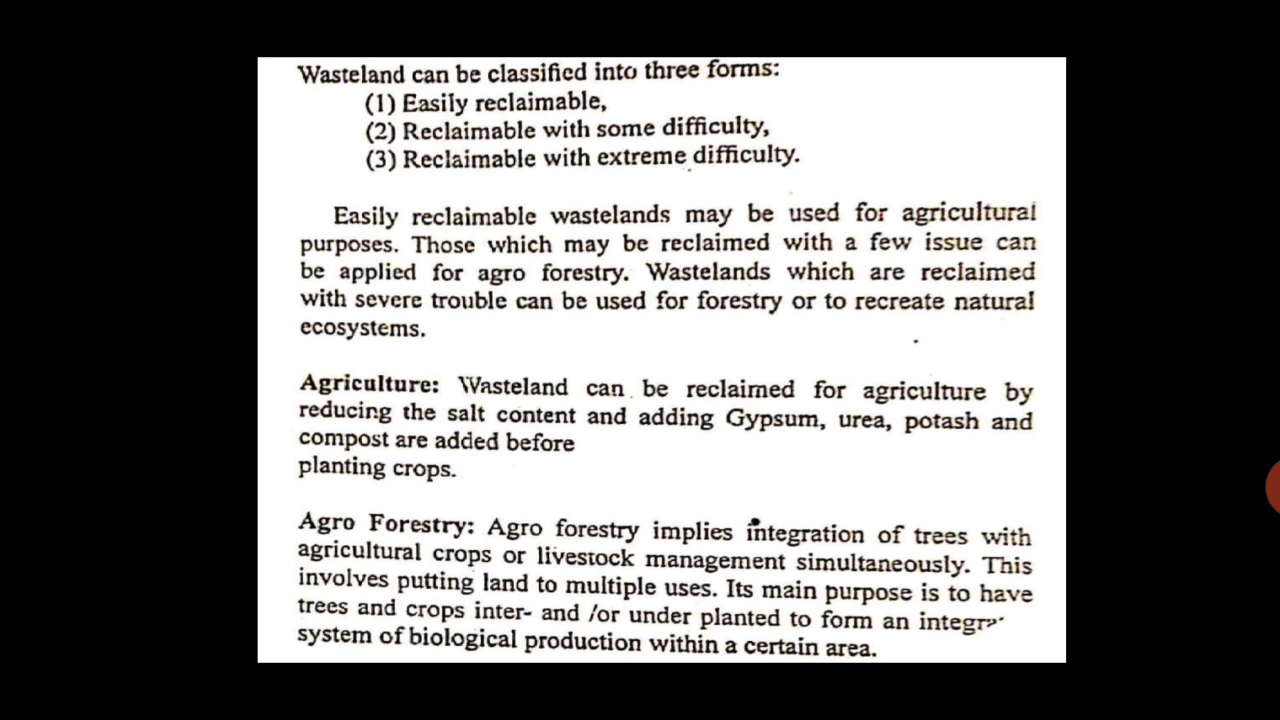 Wasteland can be classified into three forms:
(1) Easily reclaimable,
(2) Reclaimable with some difficulty,
(3) Reclaimable with extreme difficulty.
Easily reclaimable wastelands may be used for agricultural
purposes. Those which may be reclaimed with a few issue can
be applied for agro forestry. Wastelands which are reclaimed
with severe trouble can be used for forestry or to recreate natural
ecosystems.
Agriculture: Wasteland can be reclaimed for agriculture by
reducing the salt content and adding Gypsum, urea, potash and
compost are added before
planting crops.
Agro Forestry: Agro forestry implies integration of trees with
agricultural crops or livestock management simultaneously. This
involves putting land to multiple uses. Its main purpose is to have
trees and crops inter- and /or under planted to form an
system of biological production within a certain area.